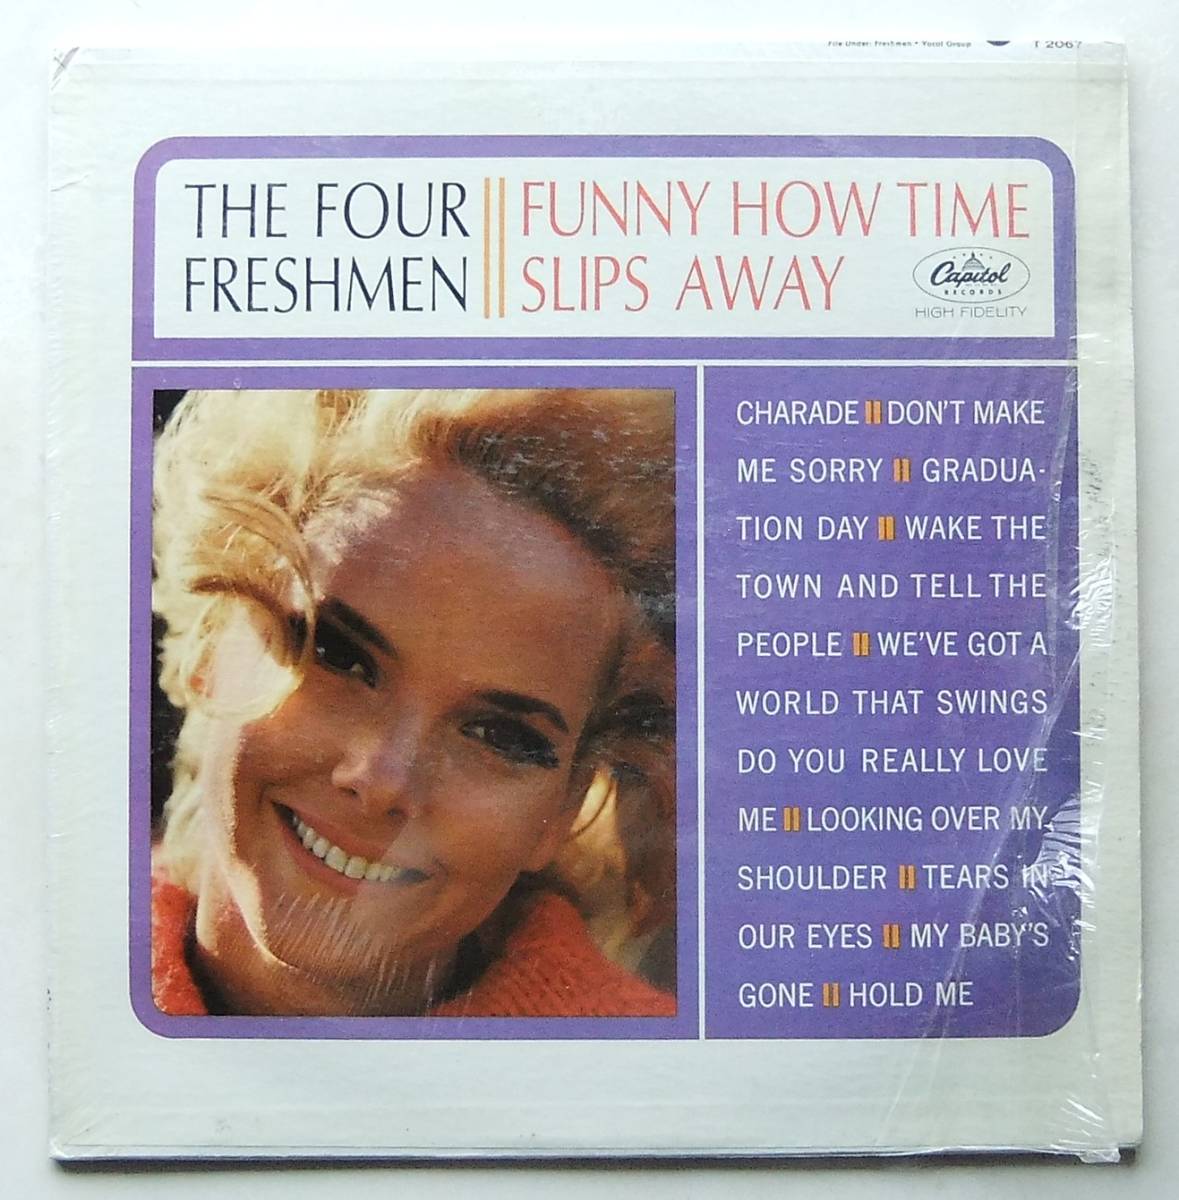 File Under: Freshmen • Vocal Group T 2067
THE FOUR
FRESHMEN
FUNNY HOW TIME
SLIPS AWAY
Capitol
RECORDS
HIGH FIDELITY
CHARADE || DON'T MAKE
ME SORRY || GRADUA-
TION DAY || WAKE THE
TOWN AND TELL THE
PEOPLE || WE'VE GOT A
WORLD THAT SWINGS
DO YOU REALLY LOVE
ME || LOOKING OVER MY
SHOULDER || TEARS IN
OUR EYES || MY BABY'S
GONE || HOLD ME